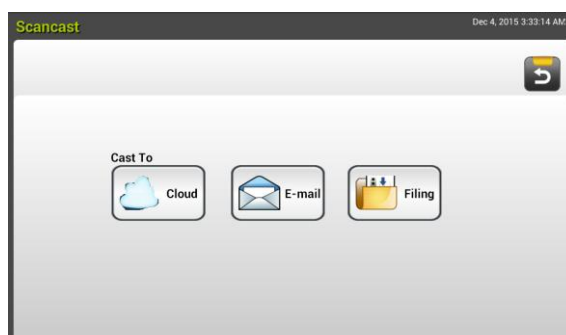 Scancast
Dec 4, 2015 3:33:14 AM
Cast To
Cloud
E-mail
Filing